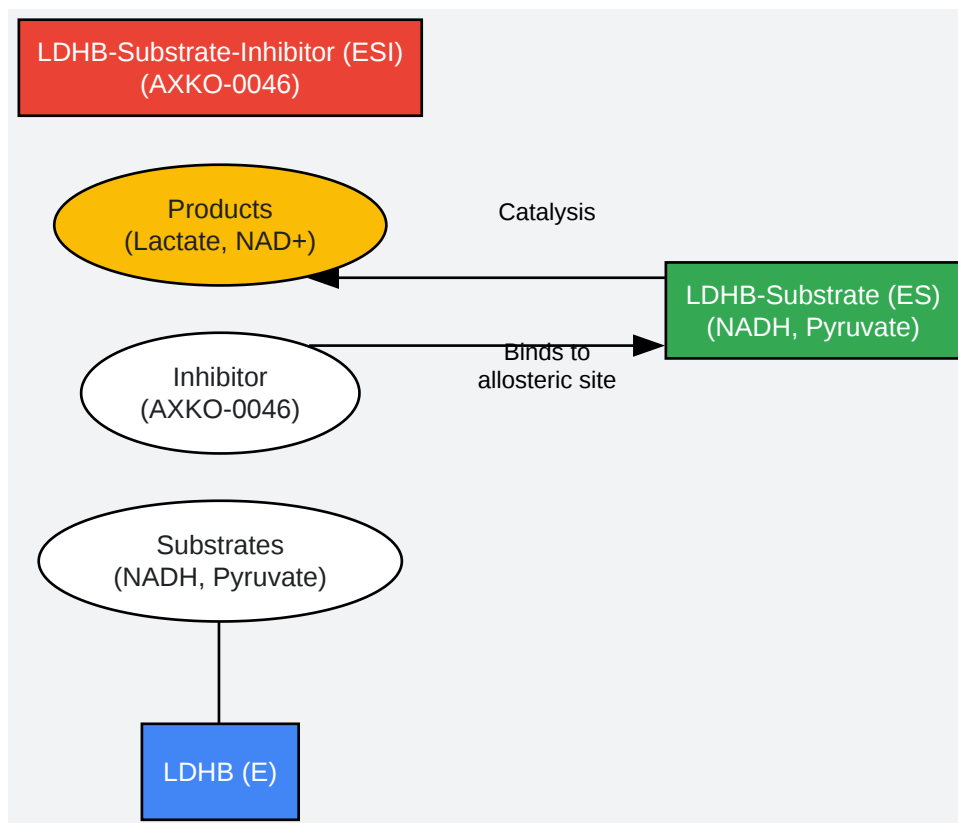 LDHB-Substrate-Inhibitor (ESI)
(AXKO-0046)
Products
(Lactate, NAD+)
Catalysis
LDHB-Substrate (ES)
(NADH, Pyruvate)
Binds to
allosteric site
Inhibitor
(AXKO-0046)
Substrates
(NADH, Pyruvate)
LDHB (E)